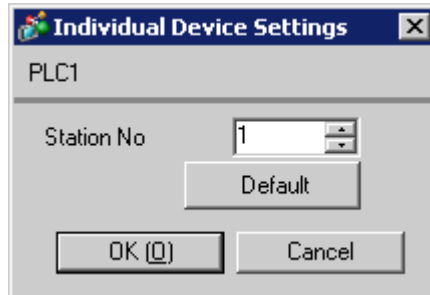 Individual Device Settings
PLC1
Station No 1
Default
OK (O) Cancel